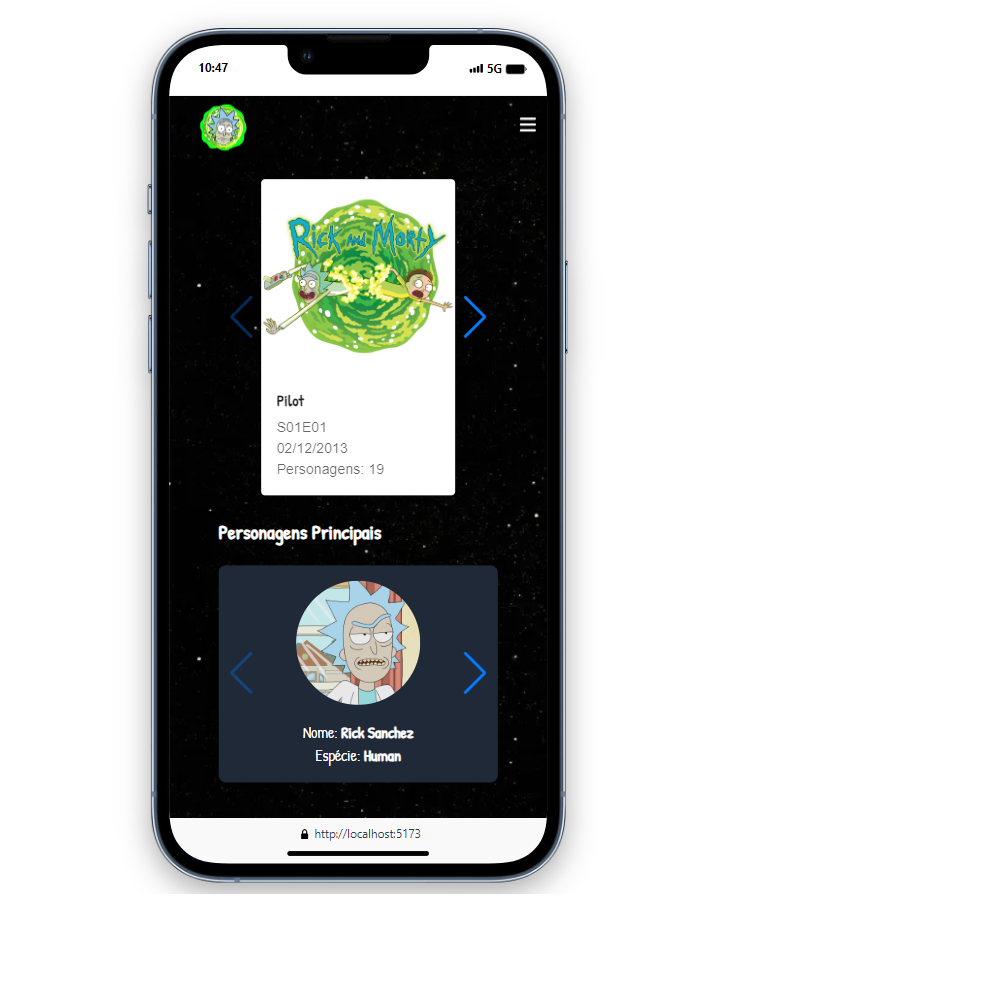 10:47
5G
Rick and Morty
Pilot
S01E01
02/12/2013
Personagens: 19
Personagens Principais
Nome: Rick Sanchez
Espécie: Human
http://localhost:5173